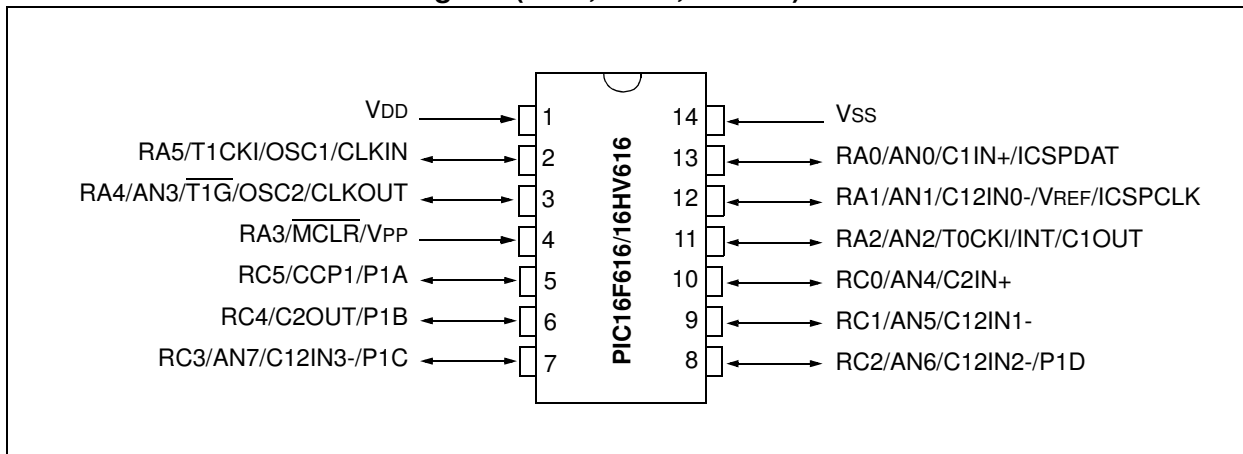 VDD
RA5/T1CKI/OSC1/CLKIN
RA4/AN3/T1G/OSC2/CLKOUT
RA3/MCLR/VPP
RC5/CCP1/P1A
RC4/C2OUT/P1B
RC3/AN7/C12IN3-/P1C
1
2
3
4
5
6
7
PIC16F616/16HV616
14
13
12
11
10
9
8
VSS
RA0/AN0/C1IN+/ICSPDAT
RA1/AN1/C12IN0-/VREF/ICSPCLK
RA2/AN2/T0CKI/INT/C1OUT
RC0/AN4/C2IN+
RC1/AN5/C12IN1-
RC2/AN6/C12IN2-/P1D